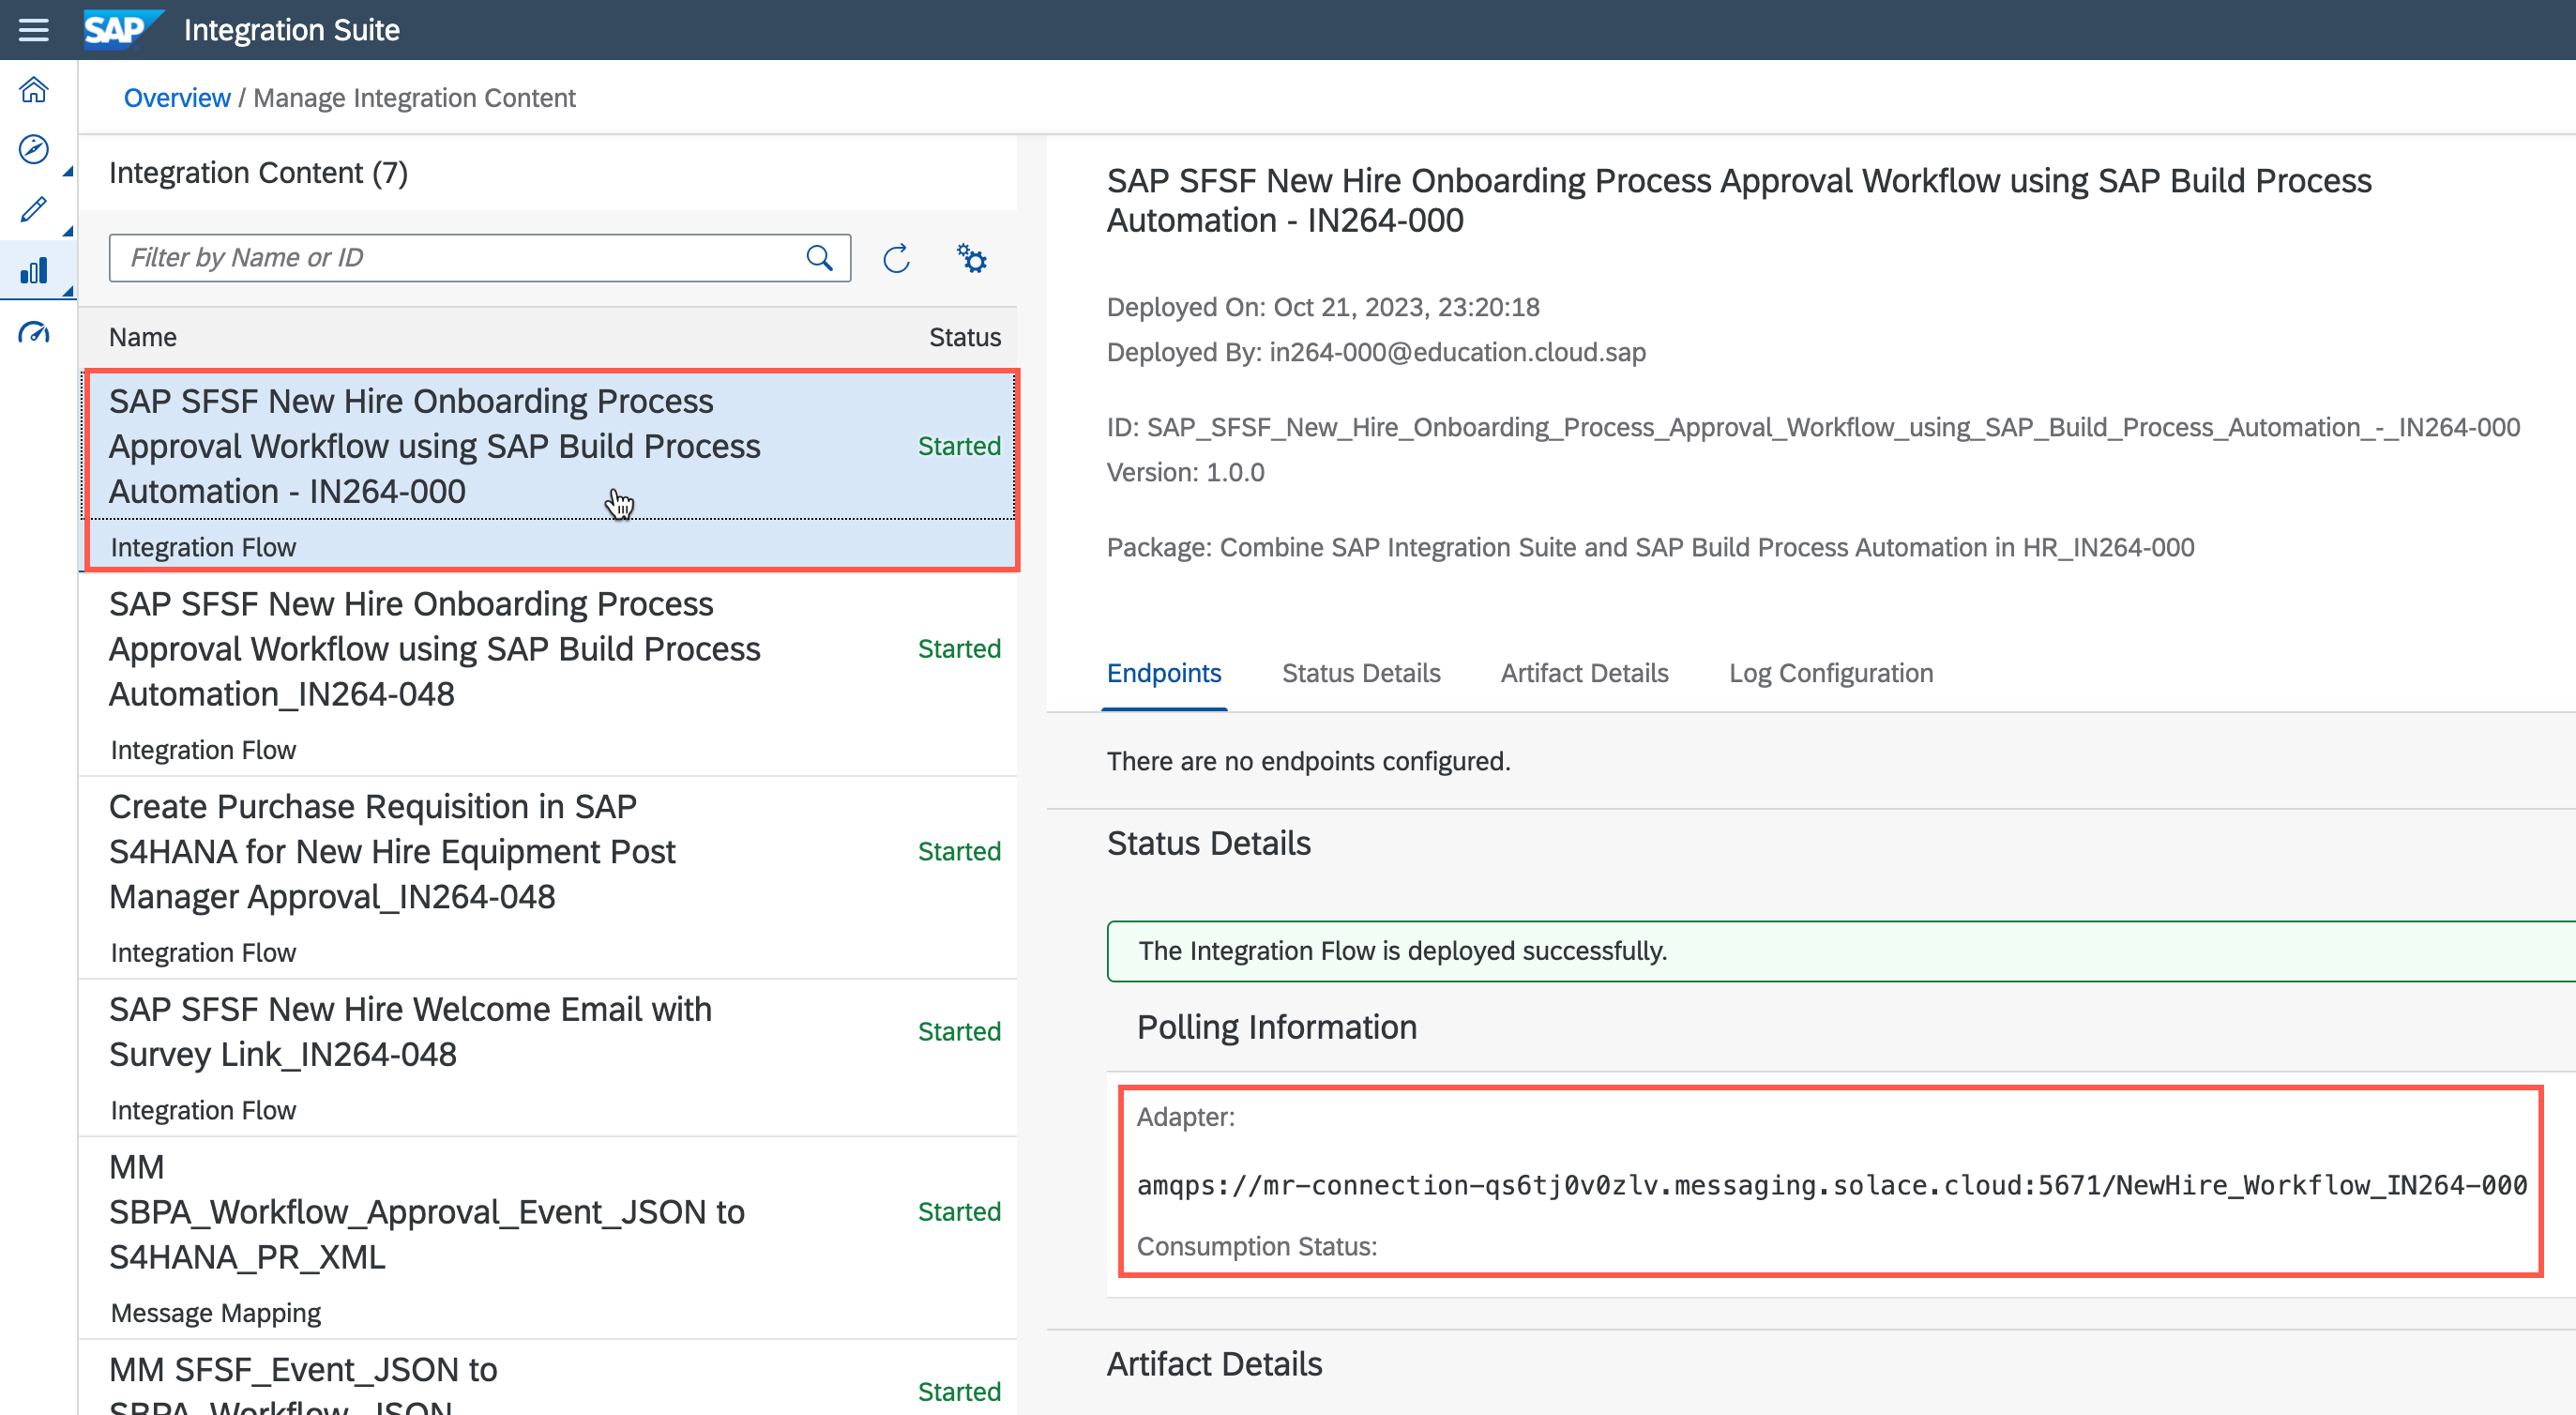 SAP Integration Suite
Overview / Manage Integration Content
Integration Content (7)
Filter by Name or ID
Name Status
SAP SFSF New Hire Onboarding Process
Approval Workflow using SAP Build Process
Automation - IN264-000
Started
Integration Flow
SAP SFSF New Hire Onboarding Process
Approval Workflow using SAP Build Process
Automation_IN264-048
Started
Integration Flow
Create Purchase Requisition in SAP
S4HANA for New Hire Equipment Post
Manager Approval_IN264-048
Started
Integration Flow
SAP SFSF New Hire Welcome Email with
Survey Link_IN264-048
Started
Integration Flow
MM
SBPA_Workflow_Approval_Event_JSON to
S4HANA_PR_XML
Started
Message Mapping
MM SFSF_Event_JSON to
SBPA_Workflow_JSON
Started
SAP SFSF New Hire Onboarding Process Approval Workflow using SAP Build Process
Automation - IN264-000
Deployed On: Oct 21, 2023, 23:20:18
Deployed By: in264-000@education.cloud.sap
ID: SAP_SFSF_New_Hire_Onboarding_Process_Approval_Workflow_using_SAP_Build_Process_Automation_-_IN264-000
Version: 1.0.0
Package: Combine SAP Integration Suite and SAP Build Process Automation in HR_IN264-000
Endpoints Status Details Artifact Details Log Configuration
There are no endpoints configured.
Status Details
The Integration Flow is deployed successfully.
Polling Information
Adapter:
amqps://mr-connection-qs6tj0v0zlv.messaging.solace.cloud:5671/NewHire_Workflow_IN264-000
Consumption Status:
Artifact Details